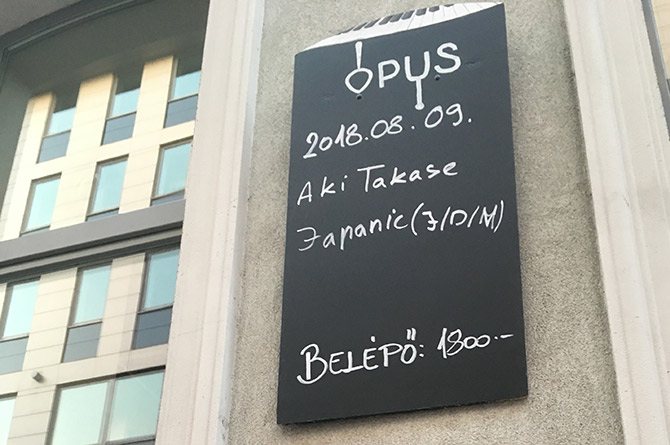 OPUS
2018.08.09.
Aki Takase
Japanic (J/D/N)
BELÉPŐ: 1800.-